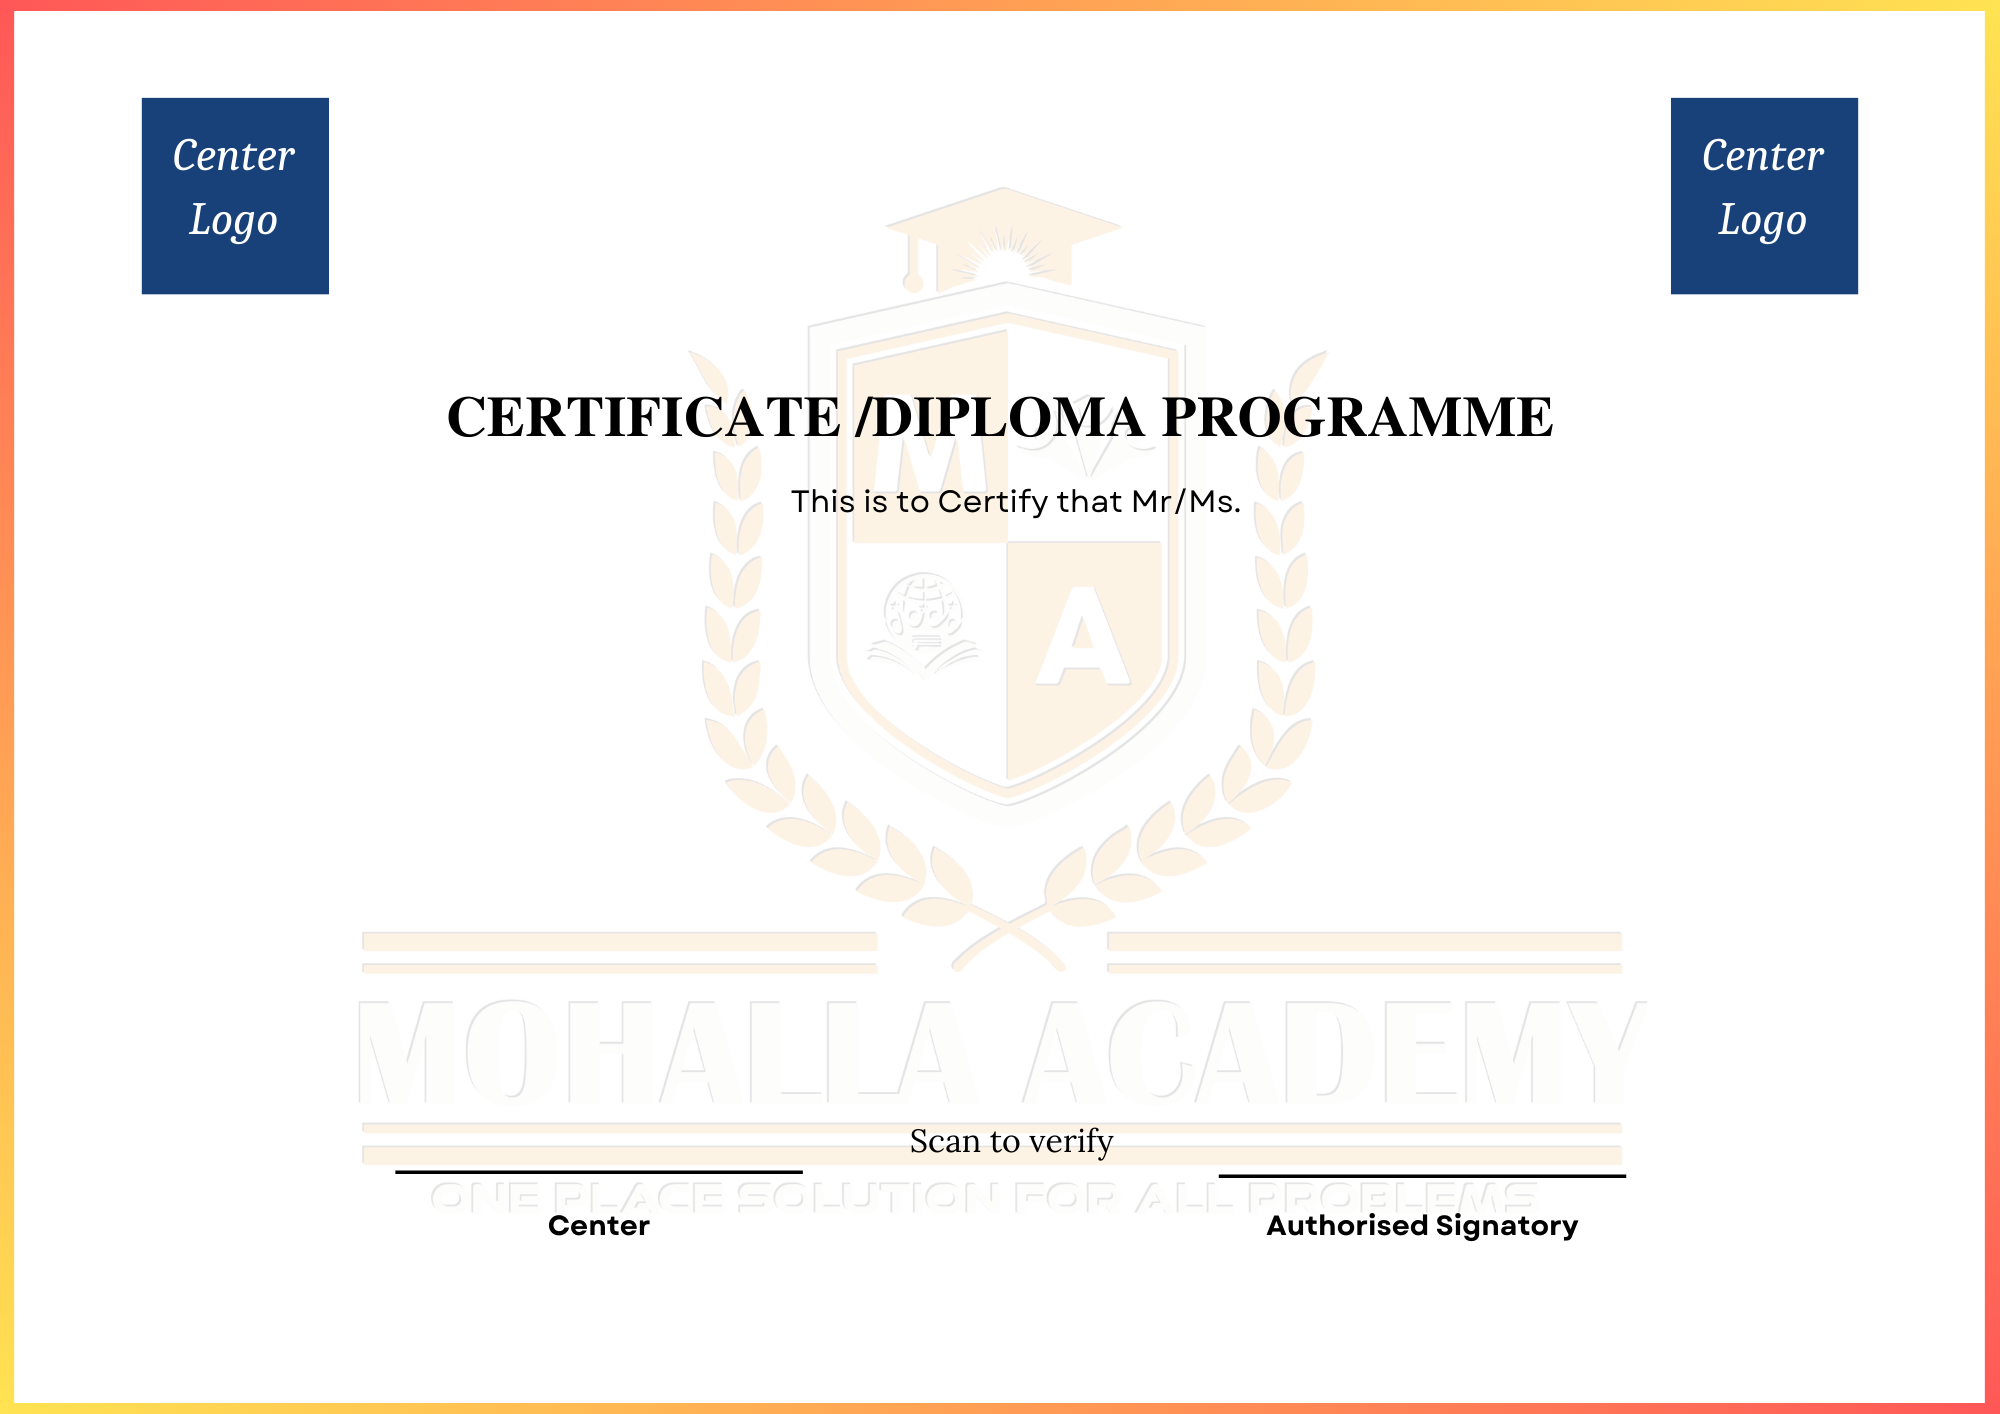 Center
Logo
Center
Logo
CERTIFICATE /DIPLOMA PROGRAMME
M
This is to Certify that Mr/Ms.
A
MOHALLA ACADEMY
Scan to verify
ONE PLACE SOLUTION FOR ALL PROBLEMS
Center
Authorised Signatory